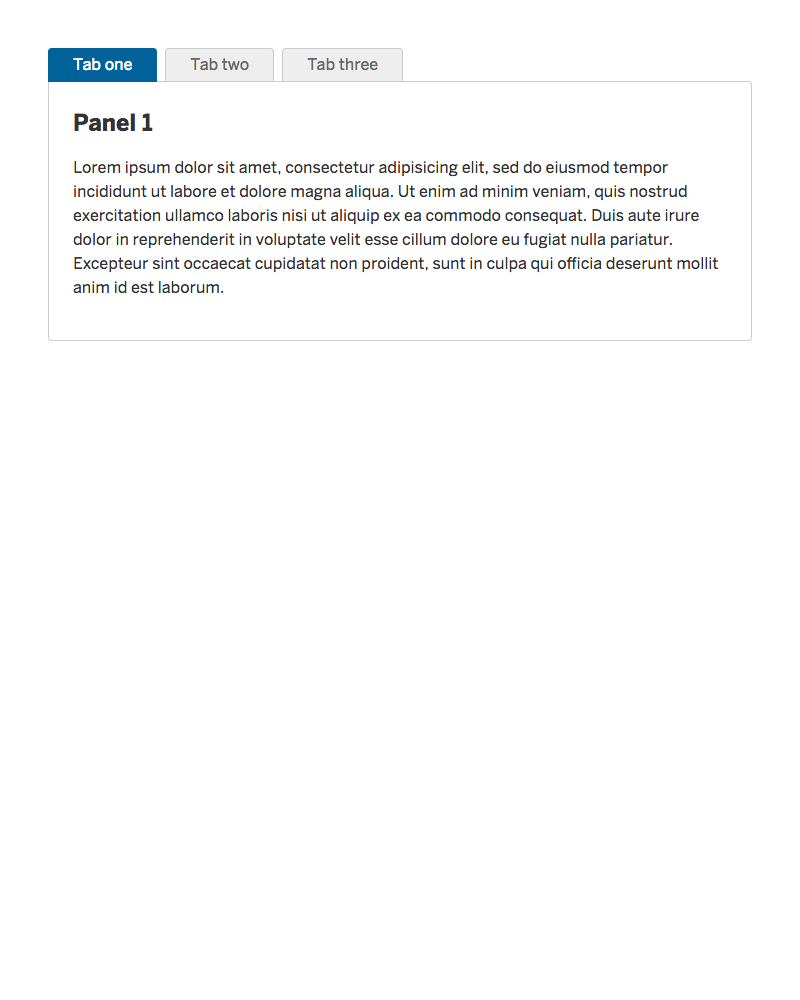 Tab one Tab two Tab three
Panel 1
Lorem ipsum dolor sit amet, consectetur adipisicing elit, sed do eiusmod tempor
incididunt ut labore et dolore magna aliqua. Ut enim ad minim veniam, quis nostrud
exercitation ullamco laboris nisi ut aliquip ex ea commodo consequat. Duis aute irure
dolor in reprehenderit in voluptate velit esse cillum dolore eu fugiat nulla pariatur.
Excepteur sint occaecat cupidatat non proident, sunt in culpa qui officia deserunt mollit
anim id est laborum.